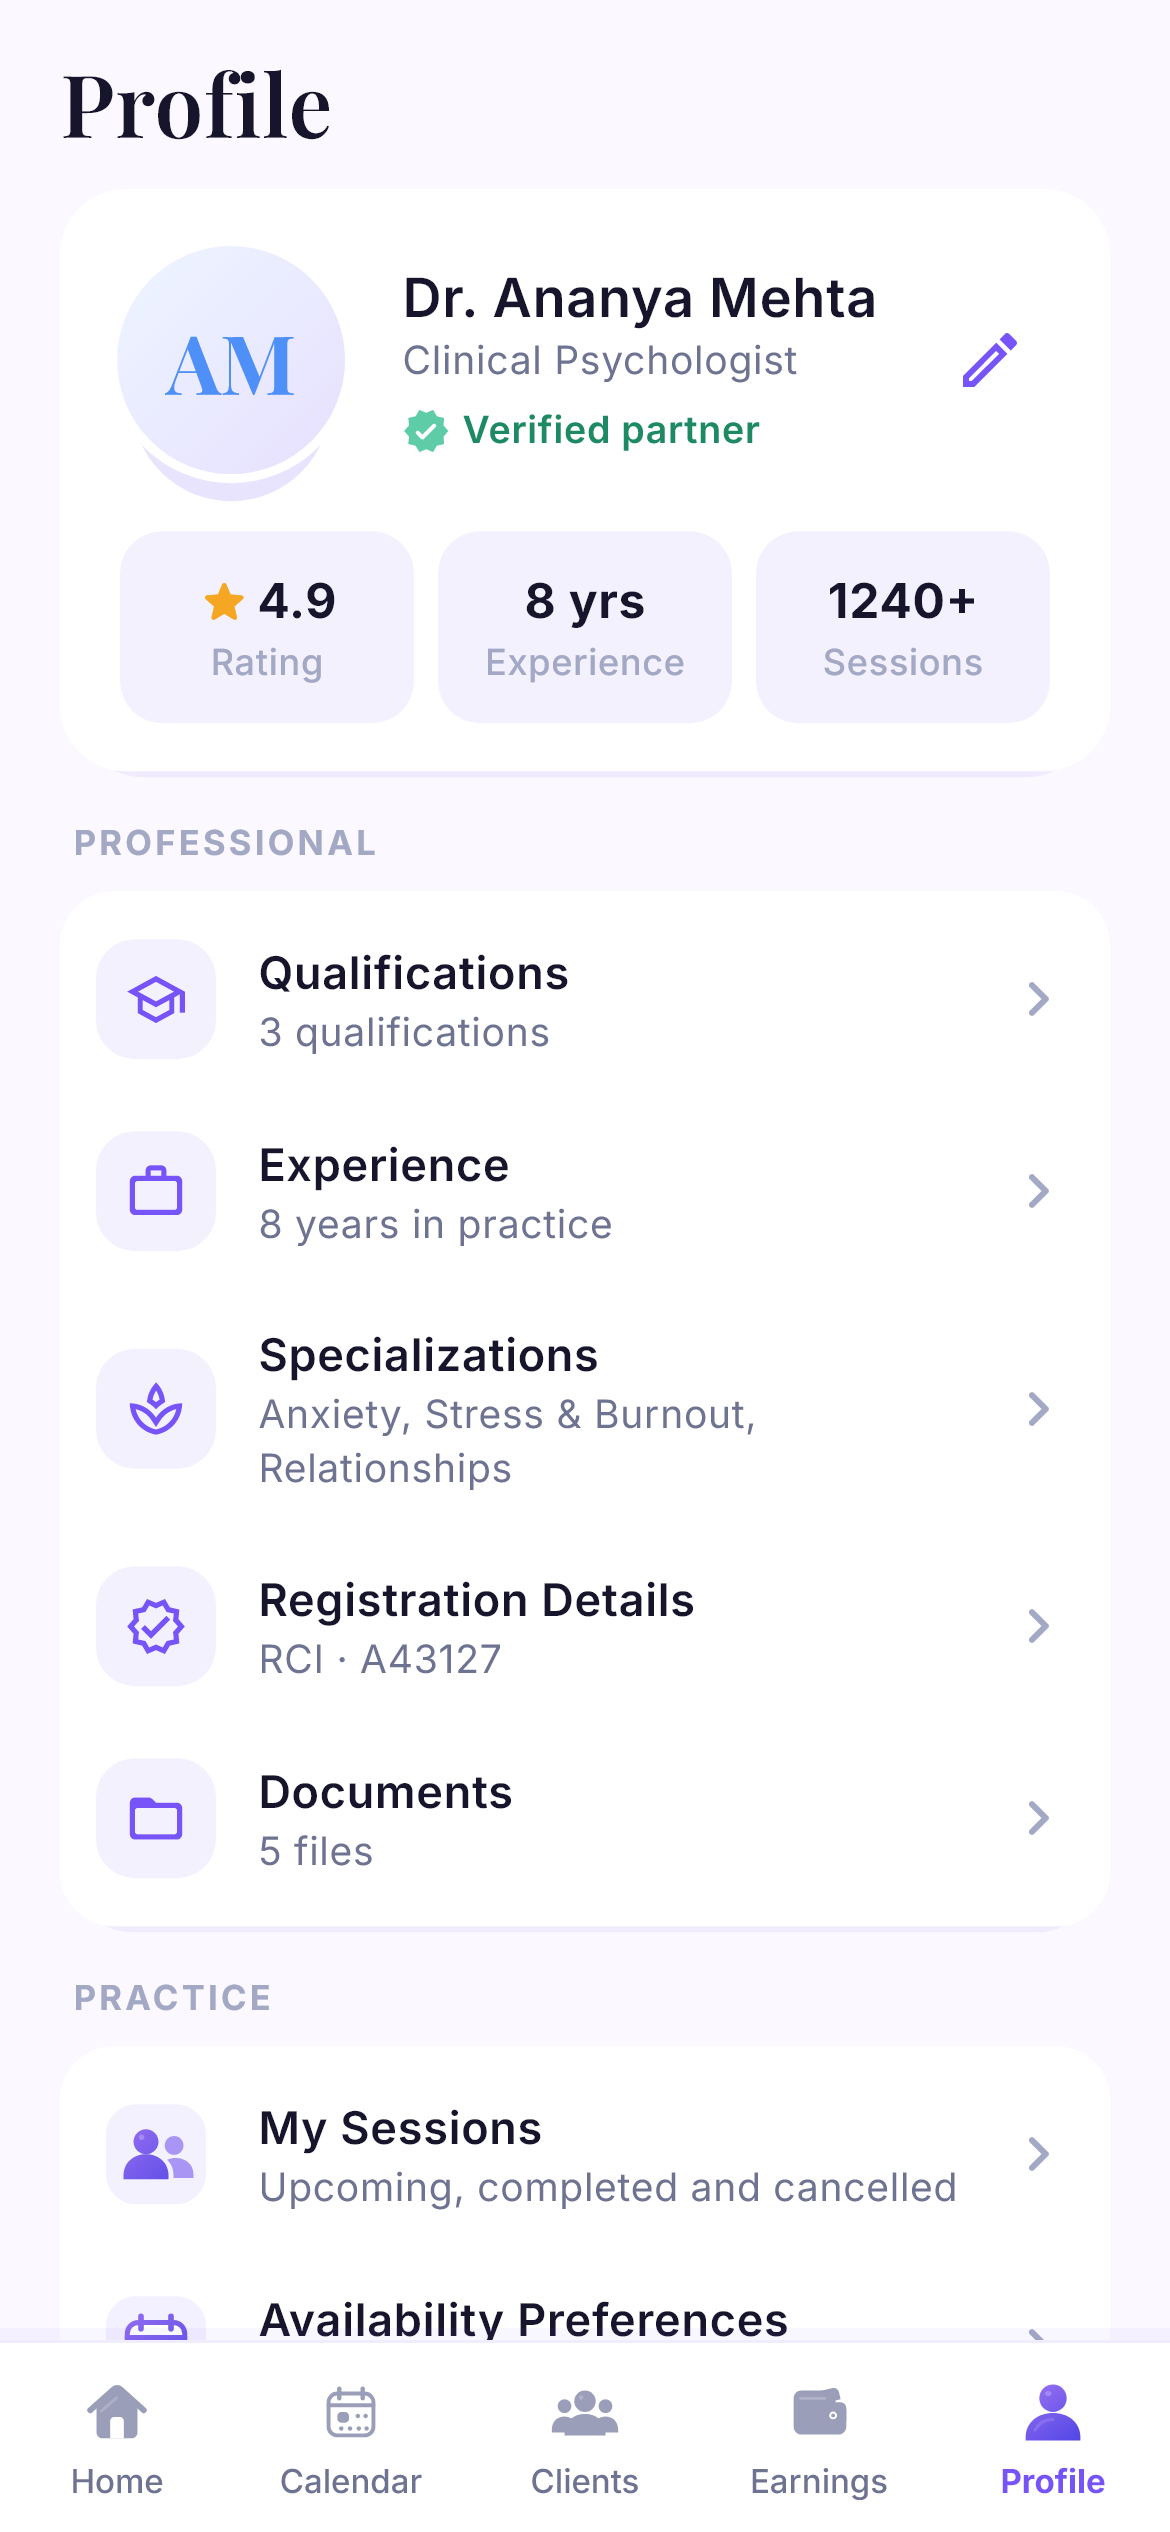 Profile
AM
Dr. Ananya Mehta
Clinical Psychologist
Verified partner
4.9
Rating
8 yrs
Experience
1240+
Sessions
PROFESSIONAL
Qualifications
3 qualifications
Experience
8 years in practice
Specializations
Anxiety, Stress & Burnout,
Relationships
Registration Details
RCI · A43127
Documents
5 files
PRACTICE
My Sessions
Upcoming, completed and cancelled
Availability Preferences
Home
Calendar
Clients
Earnings
Profile